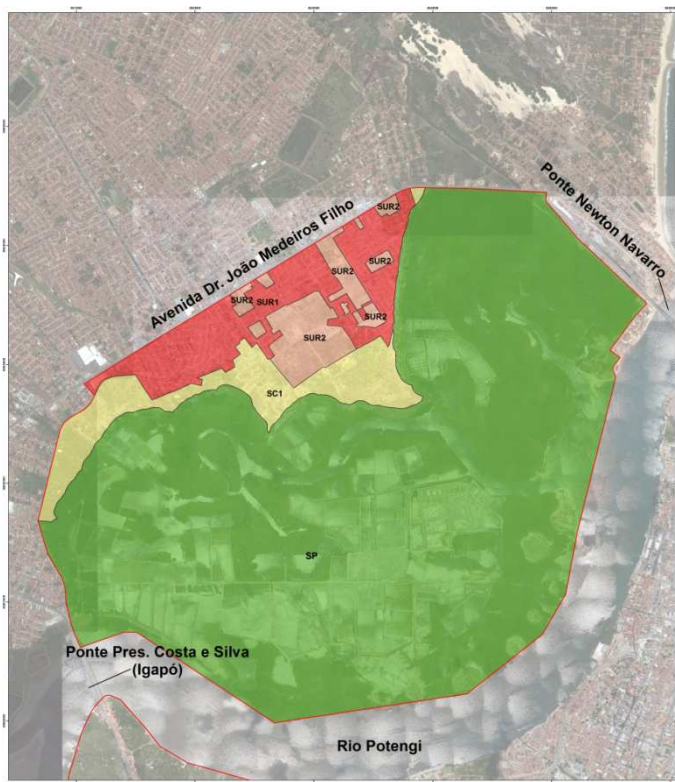 Ponte Newton Navarro
Avenida Dr. João Medeiros Filho
SUR2
SUR2
SUR2
SUR2
SUR1
SUR2
SUR2
SC1
SP
Ponte Pres. Costa e Silva
(Igapó)
Rio Potengi